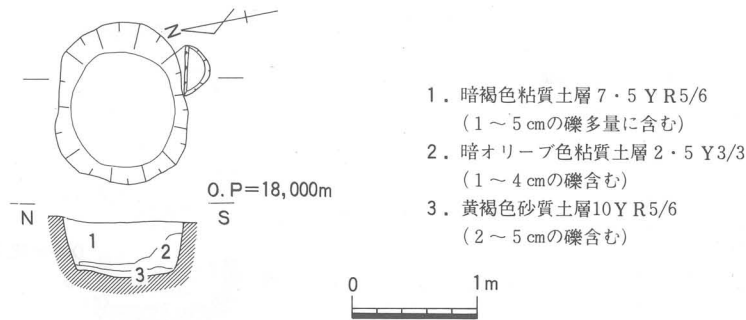 N
1．暗褐色粘質土層7・5YR5/6
（1～5cmの礫多量に含む）
2．暗オリーブ色粘質土層2・5Y3/3
（1～4cmの礫含む）
3．黄褐色砂質土層10YR5/6
（2～5cmの礫含む）
O.P=18,000m
N
S
1
2
3
0
1m